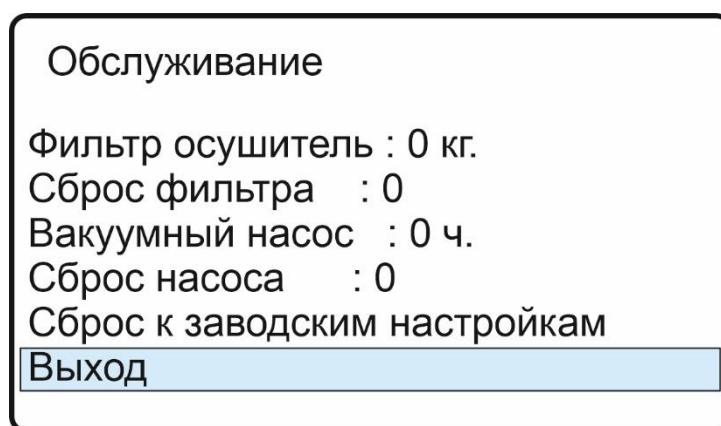 Обслуживание
Фильтр осушитель : 0 кг.
Сброс фильтра : 0
Вакуумный насос : 0 ч.
Сброс насоса : 0
Сброс к заводским настройкам
Выход